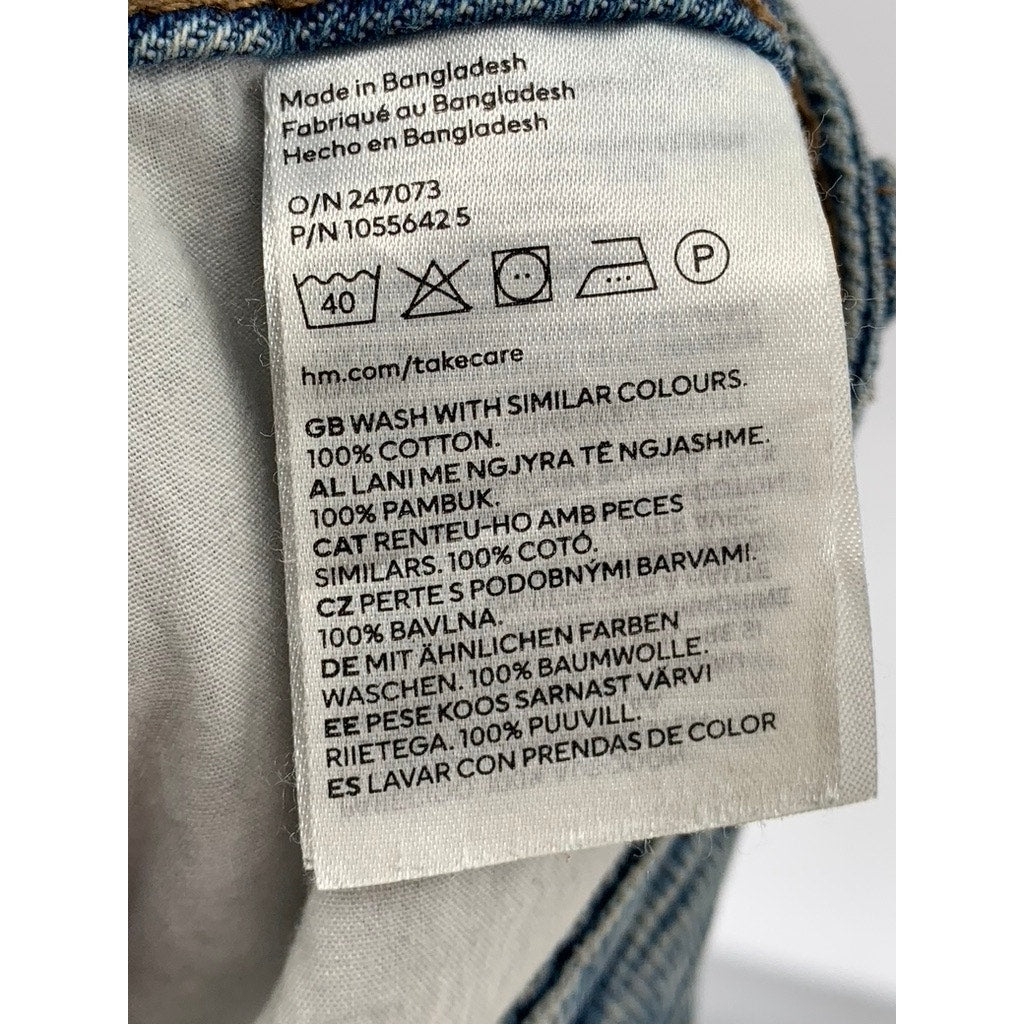 Made in Bangladesh
Fabriqué au Bangladesh
Hecho en Bangladesh
O/N 247073
P/N 1055642 5
40 P
hm.com/takecare
GB WASH WITH SIMILAR COLOURS.
100% COTTON.
AL LANI ME NGJYRA TË NGJASHME.
100% PAMBUK.
CAT RENTEU-HO AMB PECES
SIMILARS. 100% COTÓ.
CZ PERTE S PODOBNÝMI BARVAMI.
100% BAVLNA.
DE MIT ÄHNLICHEN FARBEN
WASCHEN. 100% BAUMWOLLE.
EE PESE KOOS SARNAST VÄRVI
RIIETEGA. 100% PUUVILL.
ES LAVAR CON PRENDAS DE COLOR